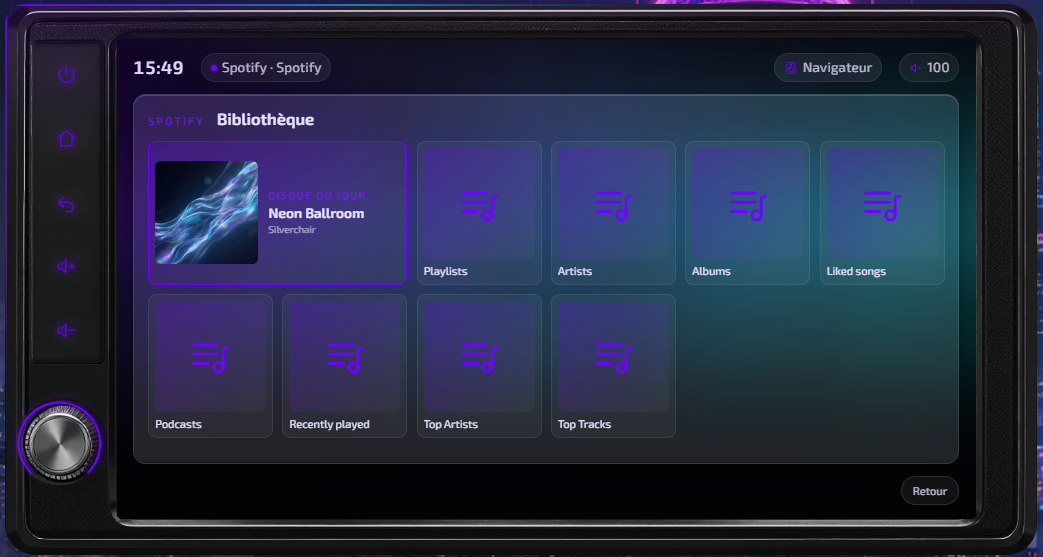 15:49
Spotify · Spotify
Navigateur
100
SPOTIFY Bibliothèque
DISQUE DU JOUR
Neon Ballroom
Silverchair
Playlists
Artists
Albums
Liked songs
Podcasts
Recently played
Top Artists
Top Tracks
Retour